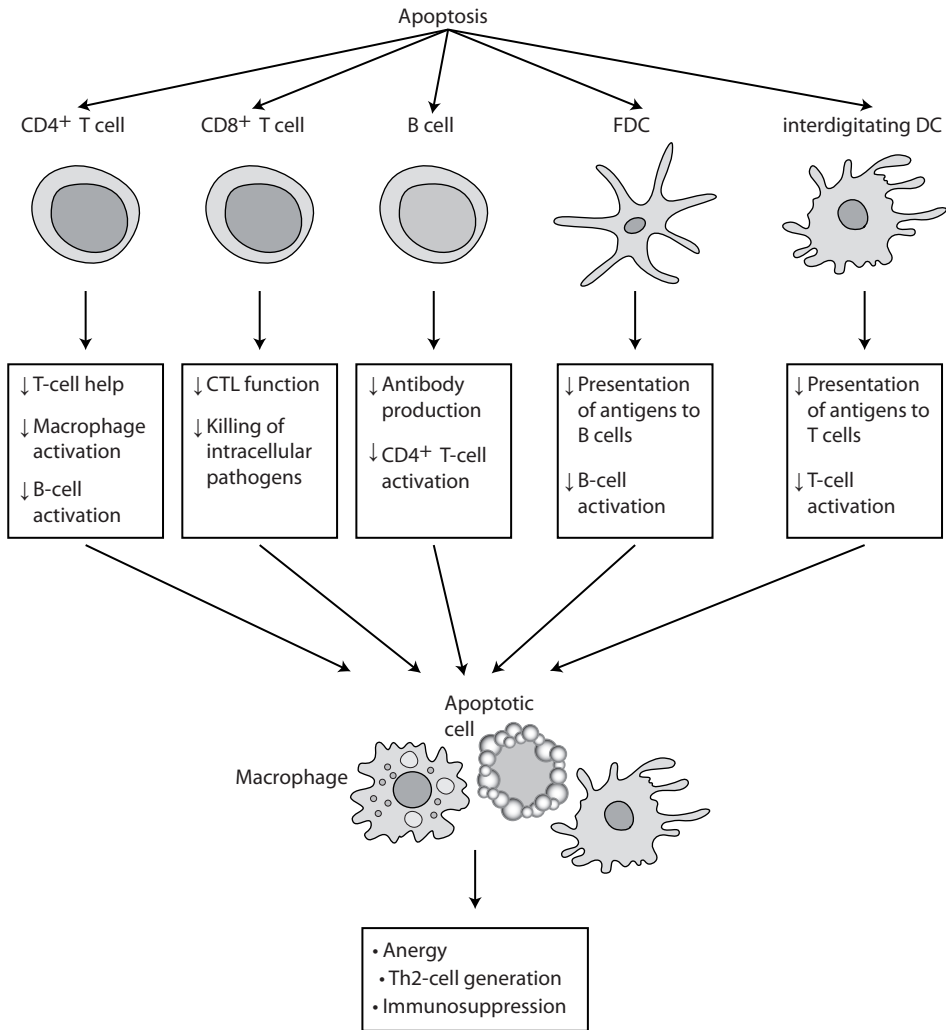 Apoptosis
CD4+ T cell
CD8+ T cell
B cell
FDC
interdigitating DC
↓ T-cell help
↓ Macrophage
activation
↓ B-cell
activation
↓ CTL function
↓ Killing of
intracellular
pathogens
↓ Antibody
production
↓ CD4+ T-cell
activation
↓ Presentation
of antigens to
B cells
↓ B-cell
activation
↓ Presentation
of antigens to
T cells
↓ T-cell
activation
Apoptotic
cell
Macrophage
• Anergy
• Th2-cell generation
• Immunosuppression